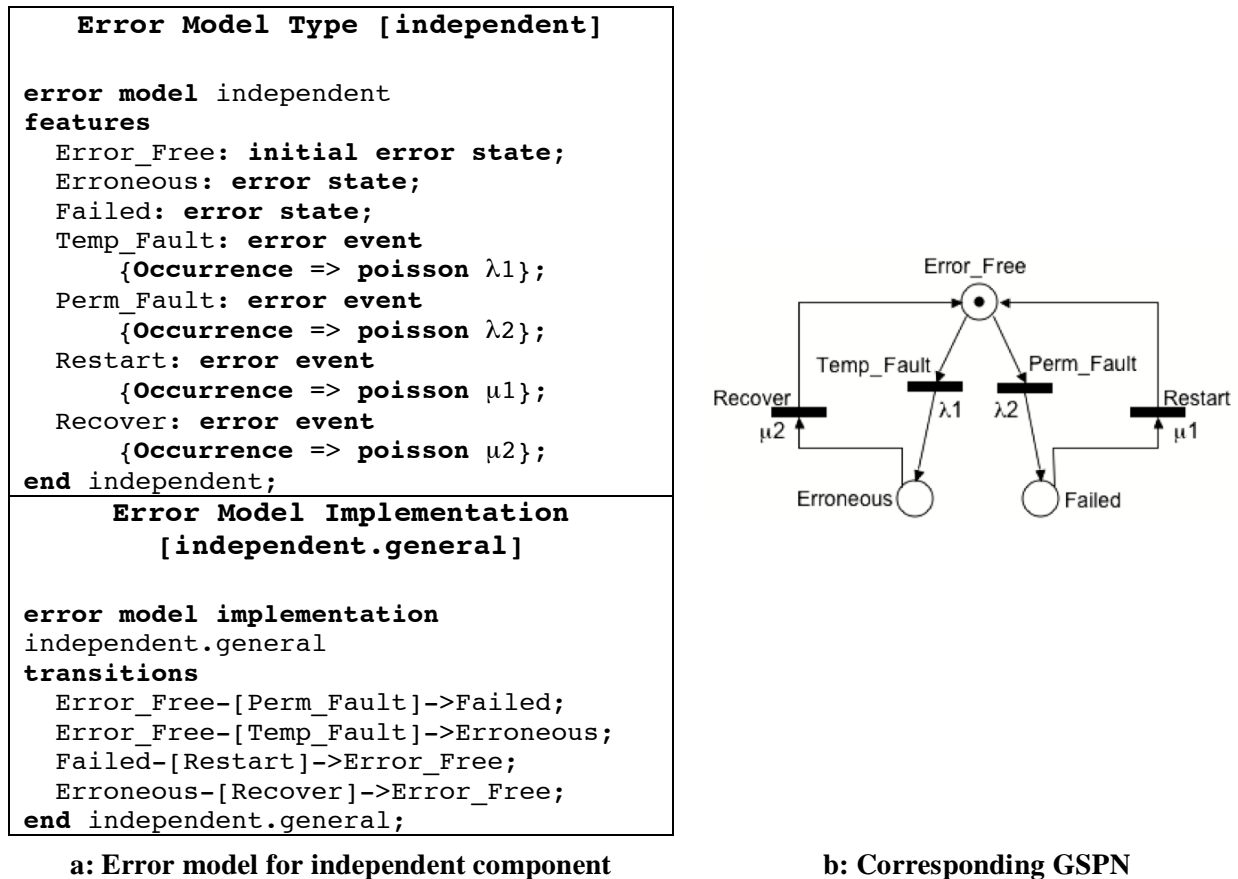 Error Model Type [independent]
error model independent
features
Error_Free: initial error state;
Erroneous: error state;
Failed: error state;
Temp_Fault: error event
{Occurrence => poisson λ1};
Perm_Fault: error event
{Occurrence => poisson λ2};
Restart: error event
{Occurrence => poisson μ1};
Recover: error event
{Occurrence => poisson μ2};
end independent;
Error Model Implementation
[independent.general]
error model implementation
independent.general
transitions
Error_Free-[Perm_Fault]->Failed;
Error_Free-[Temp_Fault]->Erroneous;
Failed-[Restart]->Error_Free;
Erroneous-[Recover]->Error_Free;
end independent.general;
a: Error model for independent component
Error_Free
Temp_Fault
Perm_Fault
Recover
Restart
λ1
λ2
μ2
μ1
Erroneous
Failed
b: Corresponding GSPN